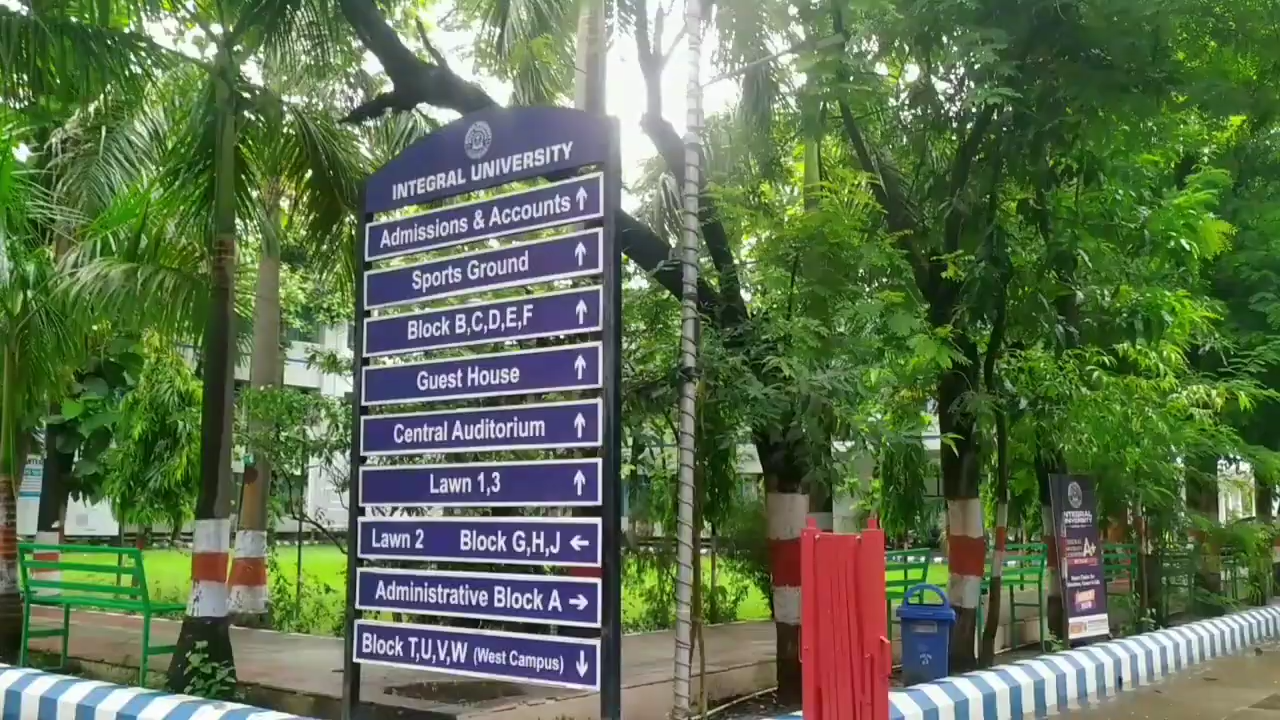 INTEGRAL UNIVERSITY
Admissions & Accounts ↑
Sports Ground ↑
Block B,C,D,E,F ↑
Guest House ↑
Central Auditorium ↑
Lawn 1,3 ↑
Lawn 2 Block G,H,J ←
Administrative Block A →
Block T,U,V,W (West Campus) ↓
INTEGRAL
UNIVERSITY
A+